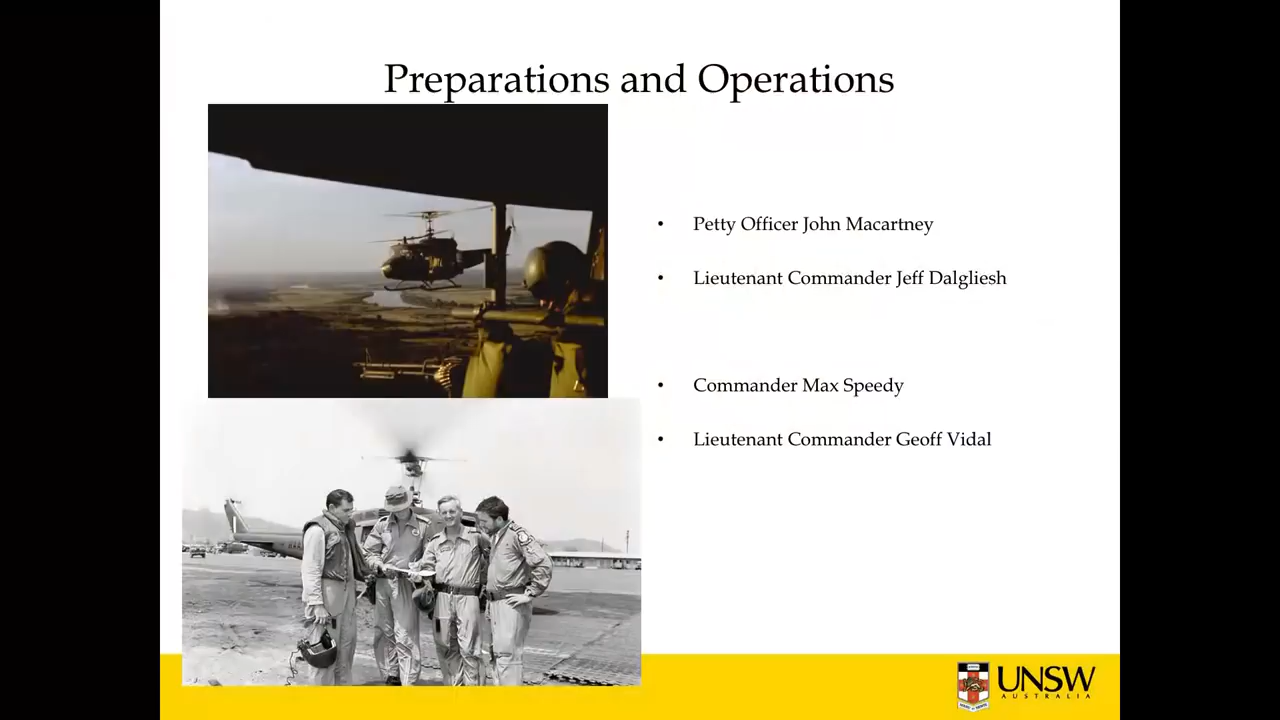 Preparations and Operations
• Petty Officer John Macartney
• Lieutenant Commander Jeff Dalgliesh
• Commander Max Speedy
• Lieutenant Commander Geoff Vidal
UNSW
AUSTRALIA